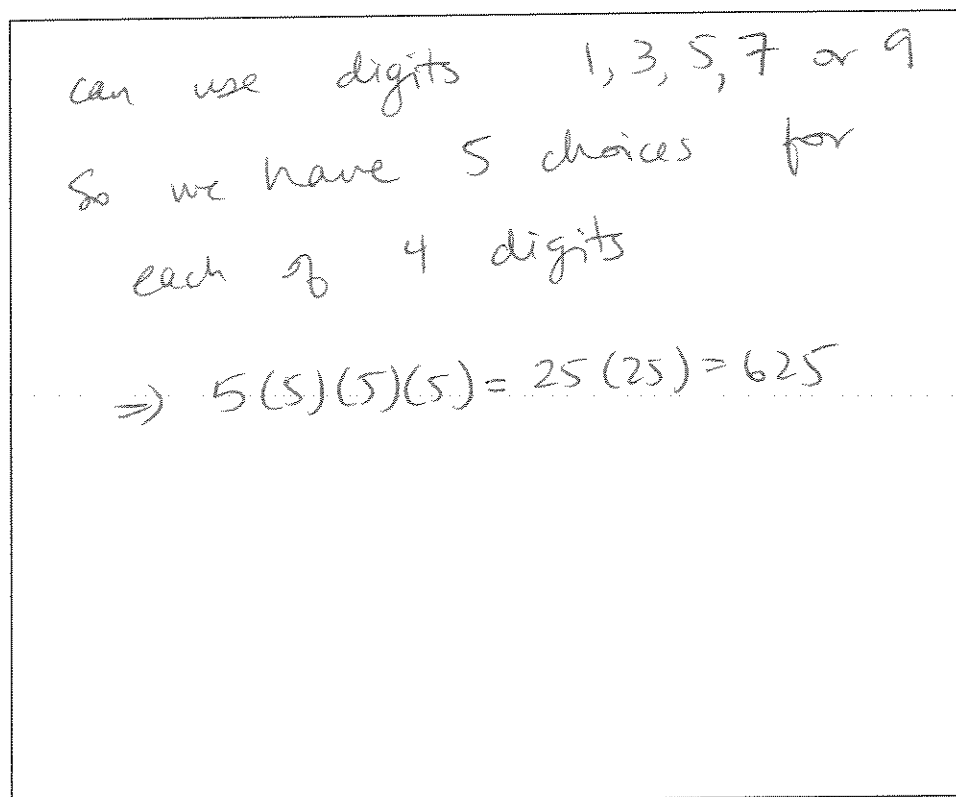 can use digits 1, 3, 5, 7 or 9
So we have 5 choices for
each of 4 digits
⇒ 5(5)(5)(5) = 25(25) = 625